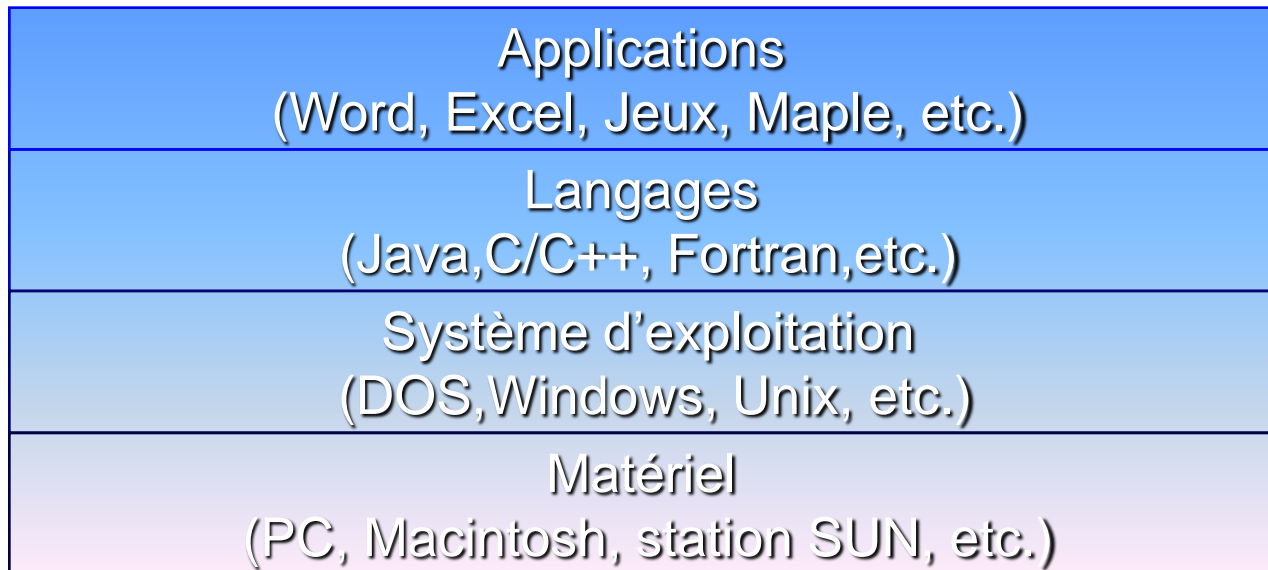 Applications
(Word, Excel, Jeux, Maple, etc.)
Langages
(Java,C/C++, Fortran,etc.)
Système d’exploitation
(DOS,Windows, Unix, etc.)
Matériel
(PC, Macintosh, station SUN, etc.)